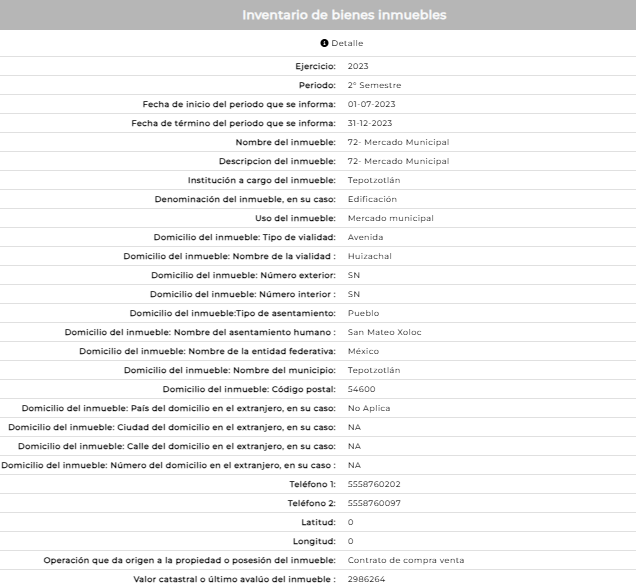 Inventario de bienes inmuebles
Detalle
Ejercicio: 2023
Periodo: 2° Semestre
Fecha de inicio del periodo que se informa: 01-07-2023
Fecha de término del periodo que se informa: 31-12-2023
Nombre del inmueble: 72- Mercado Municipal
Descripcion del inmueble: 72- Mercado Municipal
Institución a cargo del inmueble: Tepotzotlán
Denominación del inmueble, en su caso: Edificación
Uso del inmueble: Mercado municipal
Domicilio del inmueble: Tipo de vialidad: Avenida
Domicilio del inmueble: Nombre de la vialidad : Huizachal
Domicilio del inmueble: Número exterior: SN
Domicilio del inmueble: Número interior : SN
Domicilio del inmueble:Tipo de asentamiento: Pueblo
Domicilio del inmueble: Nombre del asentamiento humano : San Mateo Xoloc
Domicilio del inmueble: Nombre de la entidad federativa: México
Domicilio del inmueble: Nombre del municipio: Tepotzotlán
Domicilio del inmueble: Código postal: 54600
Domicilio del inmueble: País del domicilio en el extranjero, en su caso: No Aplica
Domicilio del inmueble: Ciudad del domicilio en el extranjero, en su caso: NA
Domicilio del inmueble: Calle del domicilio en el extranjero, en su caso: NA
Domicilio del inmueble: Número del domicilio en el extranjero, en su caso : NA
Teléfono 1: 5558760202
Teléfono 2: 5558760097
Latitud: 0
Longitud: 0
Operación que da origen a la propiedad o posesión del inmueble: Contrato de compra venta
Valor catastral o último avalúo del inmueble : 2986264